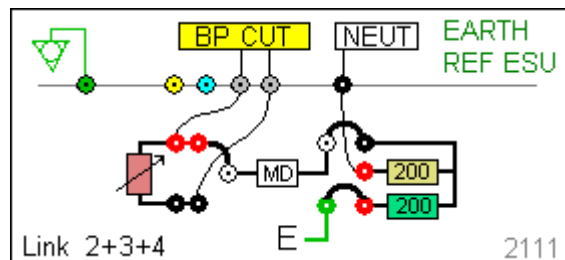 BP CUT
NEUT
EARTH
REF ESU
MD
200
200
E
Link 2+3+4
2111